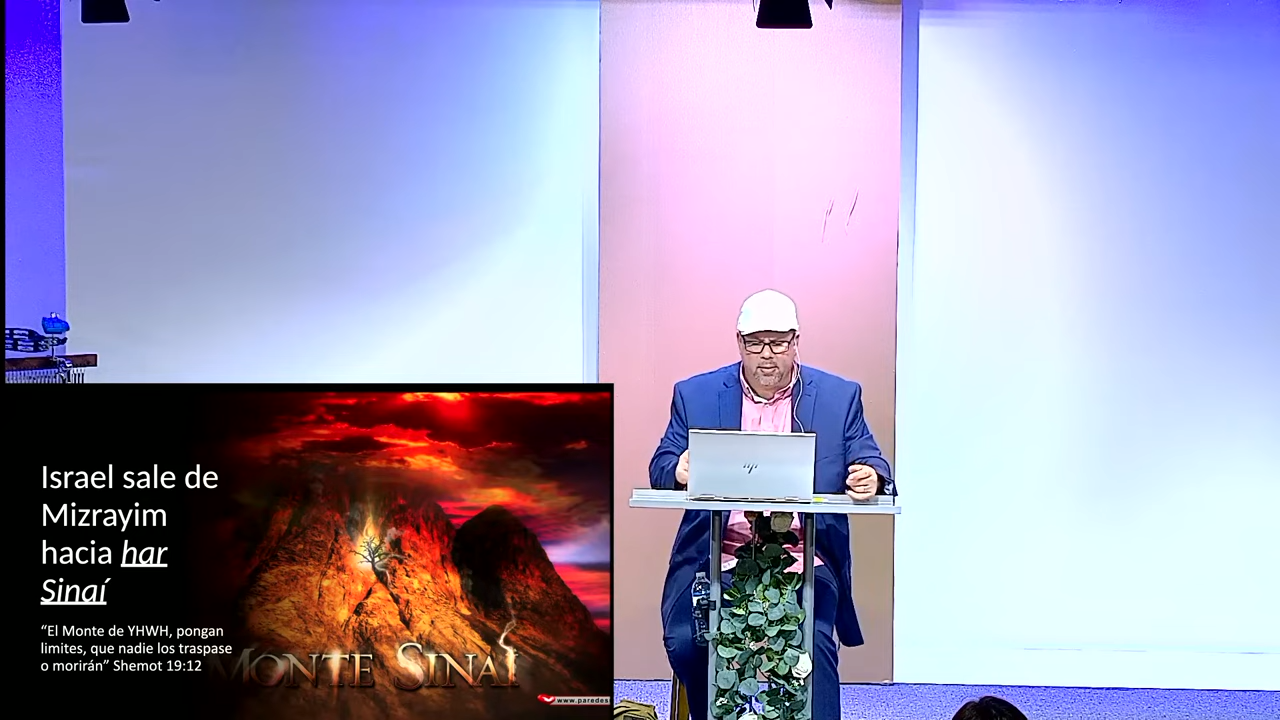 Israel sale de
Mizrayim
hacia har
Sinaí
“El Monte de YHWH, pongan
limites, que nadie los traspase
o morirán” Shemot 19:12
MONTE SINAÍ
www.paredes
hp